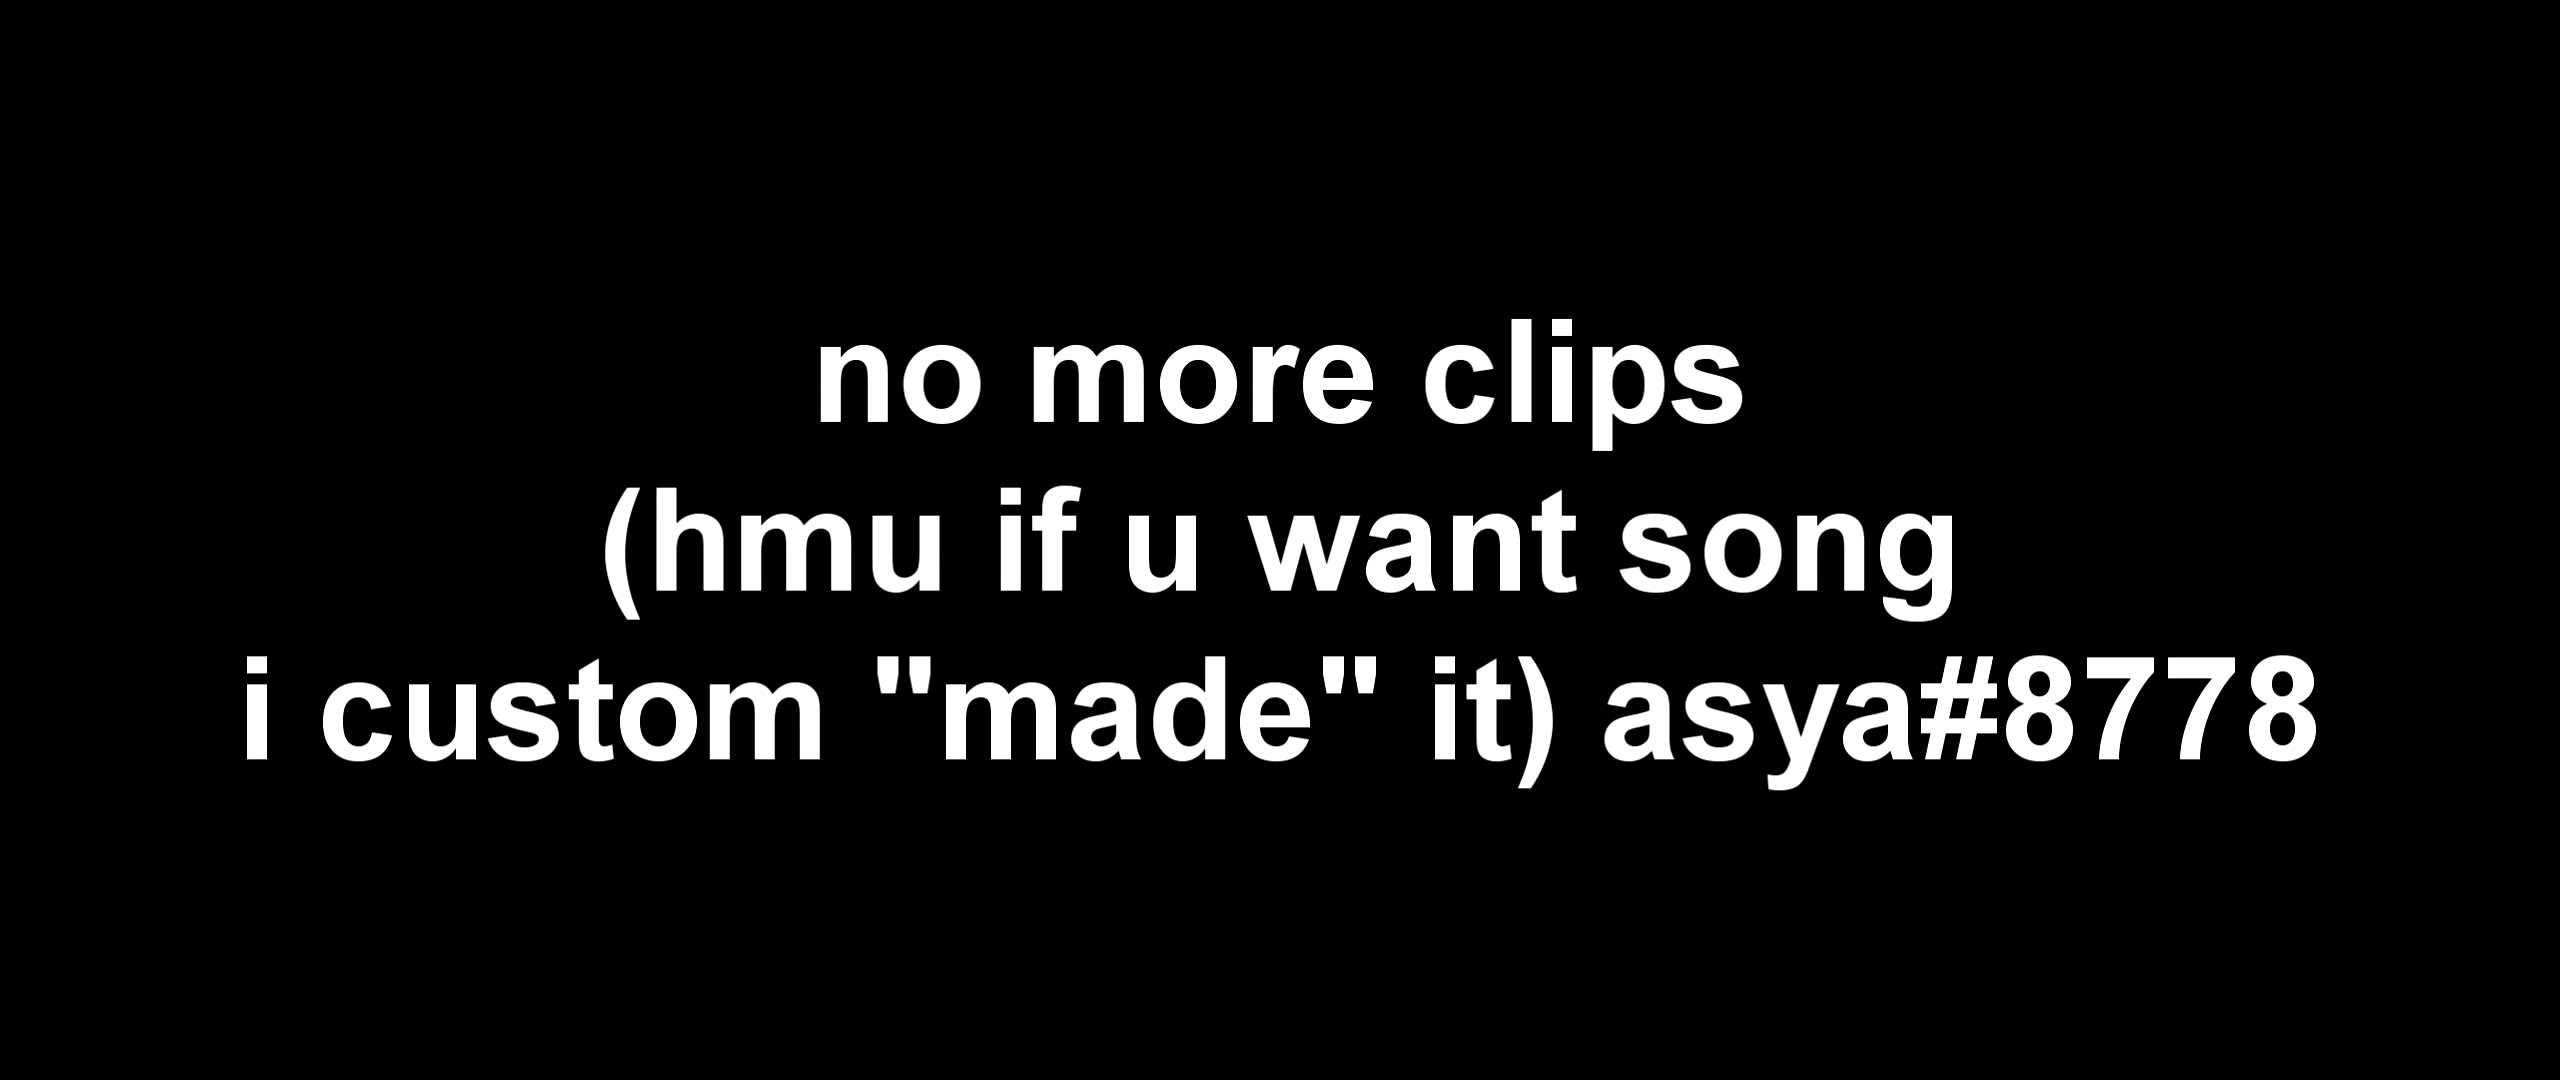 no more clips
(hmu if u want song
i custom "made" it) asya#8778